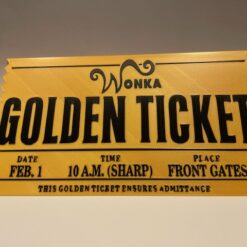 WONKA
GOLDEN TICKET
DATE TIME PLACE
FEB. 1 10 A.M. (SHARP) FRONT GATES
THIS GOLDEN TICKET ENSURES ADMITTANCE